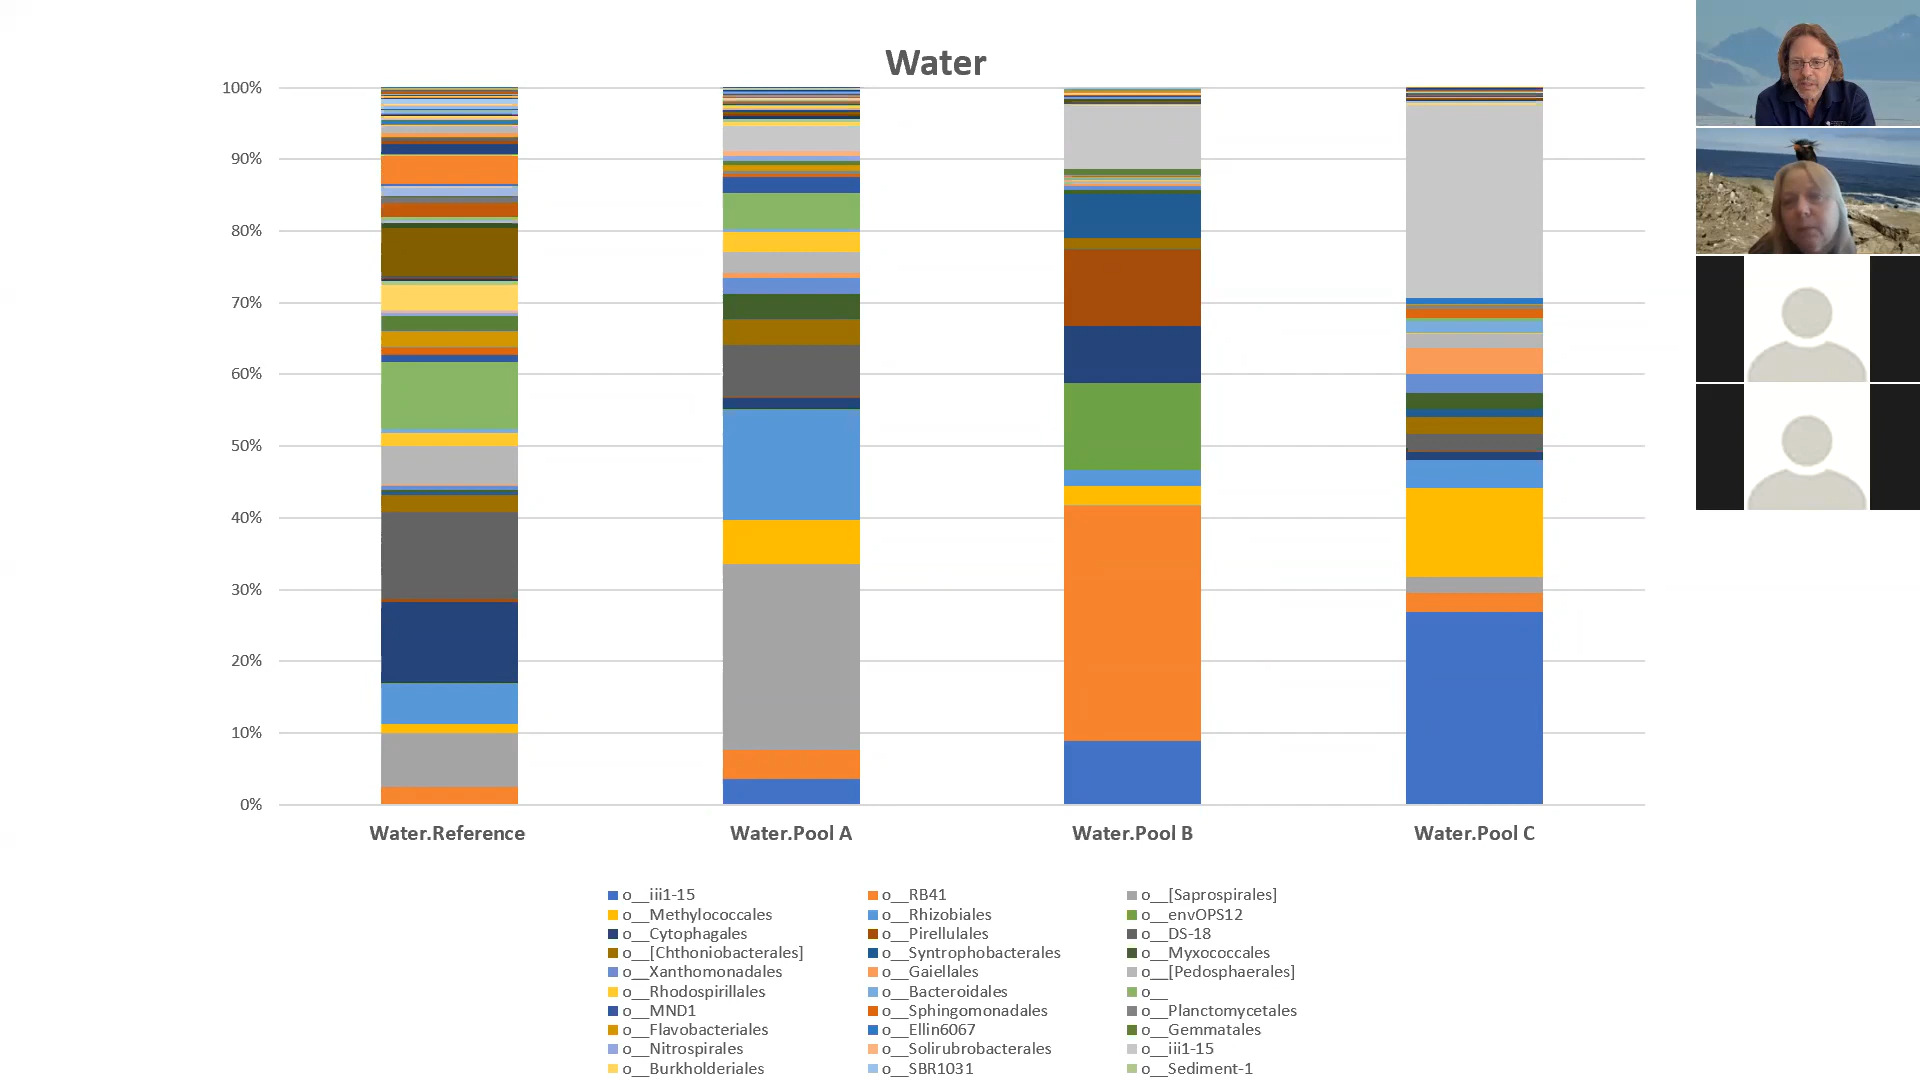 Water
100%
90%
80%
70%
60%
50%
40%
30%
20%
10%
0%
Water.Reference Water.Pool A Water.Pool B Water.Pool C
o__iii1-15 o__RB41 o__[Saprospirales]
o__Methylococcales o__Rhizobiales o__envOPS12
o__Cytophagales o__Pirellulales o__DS-18
o__[Chthoniobacterales] o__Syntrophobacterales o__Myxococcales
o__Xanthomonadales o__Gaiellales o__[Pedosphaerales]
o__Rhodospirillales o__Bacteroidales o__
o__MND1 o__Sphingomonadales o__Planctomycetales
o__Flavobacteriales o__Ellin6067 o__Gemmatales
o__Nitrospirales o__Solirubrobacterales o__iii1-15
o__Burkholderiales o__SBR1031 o__Sediment-1